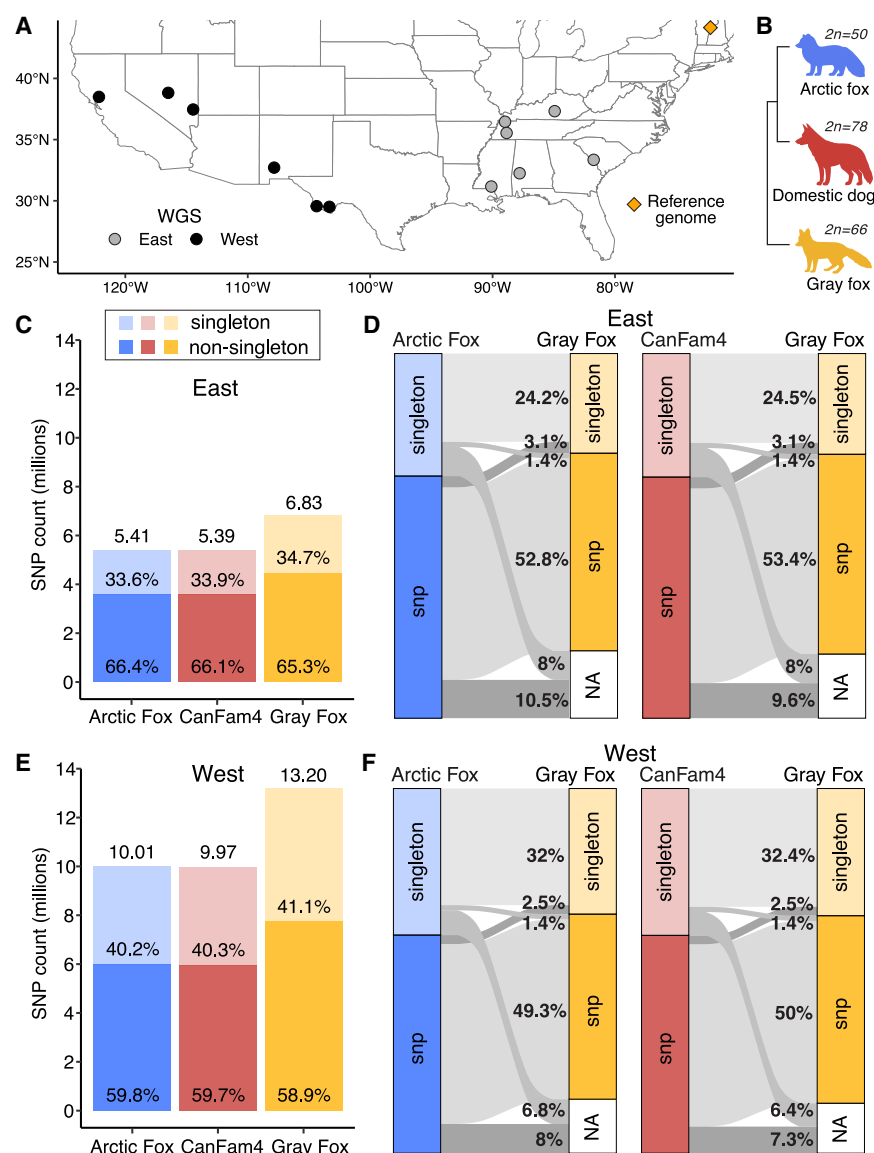 A
40°N
35°N
30°N
25°N
120°W
110°W
100°W
90°W
80°W
WGS
East
West
Reference
genome
B
2n=50
Arctic fox
2n=78
Domestic dog
2n=66
Gray fox
C
singleton
non-singleton
East
SNP count (millions)
14
12
10
8
6
4
2
0
5.41
5.39
6.83
33.6%
33.9%
34.7%
66.4%
66.1%
65.3%
Arctic Fox
CanFam4
Gray Fox
D
East
Arctic Fox
Gray Fox
singleton
snp
24.2%
3.1%
1.4%
52.8%
8%
10.5%
singleton
snp
NA
CanFam4
Gray Fox
singleton
snp
24.5%
3.1%
1.4%
53.4%
8%
9.6%
singleton
snp
NA
E
West
SNP count (millions)
14
12
10
8
6
4
2
0
10.01
9.97
13.20
40.2%
40.3%
41.1%
59.8%
59.7%
58.9%
Arctic Fox
CanFam4
Gray Fox
F
West
Arctic Fox
Gray Fox
singleton
snp
32%
2.5%
1.4%
49.3%
6.8%
8%
singleton
snp
NA
CanFam4
Gray Fox
singleton
snp
32.4%
2.5%
1.4%
50%
6.4%
7.3%
singleton
snp
NA